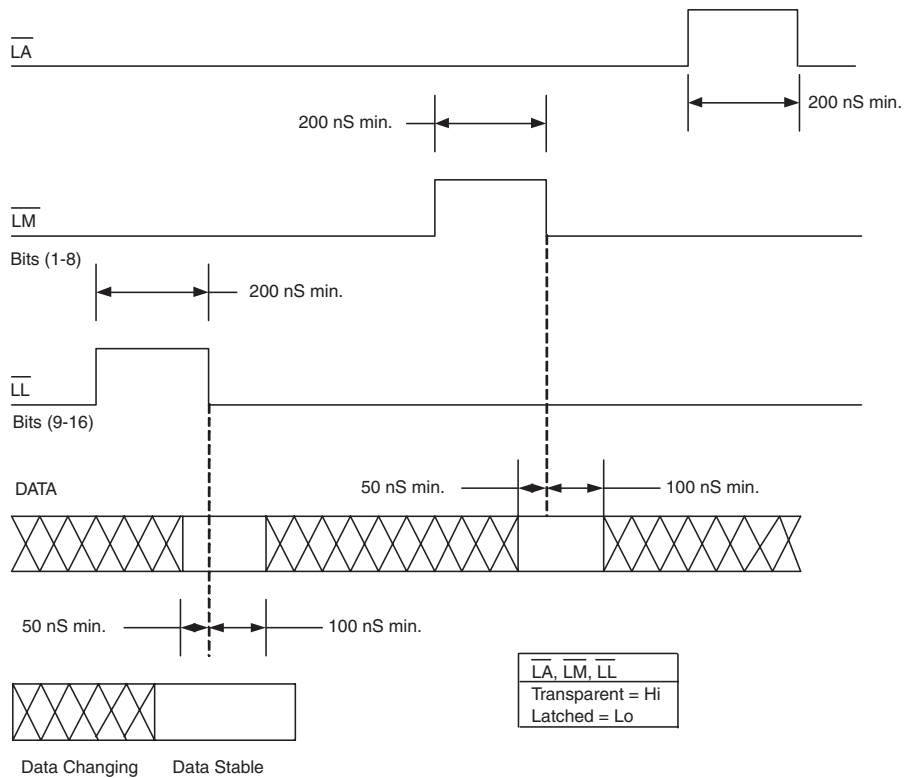 LA
200 nS min.
200 nS min.
LM
Bits (1-8)
200 nS min.
LL
Bits (9-16)
DATA
50 nS min.
100 nS min.
50 nS min.
100 nS min.
LA, LM, LL
Transparent = Hi
Latched = Lo
Data Changing
Data Stable